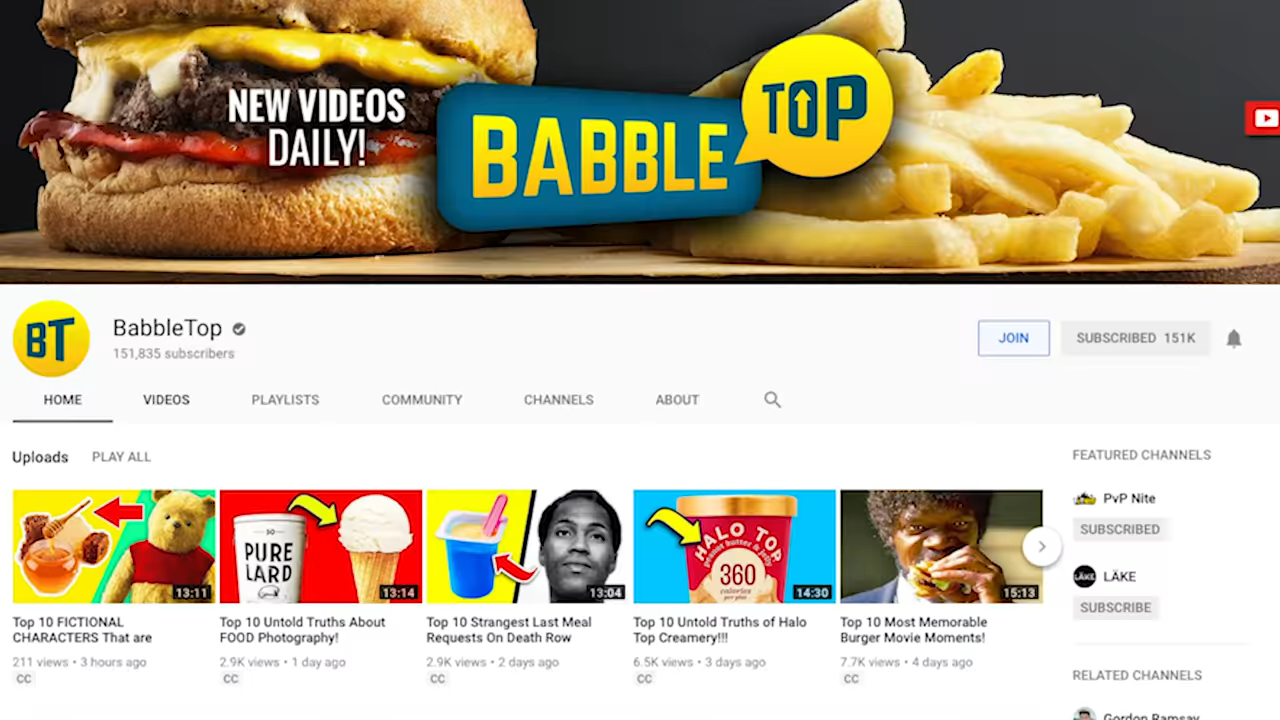 NEW VIDEOS
DAILY!
BABBLE
TOP
BT
BabbleTop
151,835 subscribers
JOIN
SUBSCRIBED 151K
HOME
VIDEOS
PLAYLISTS
COMMUNITY
CHANNELS
ABOUT
Uploads
PLAY ALL
PURE
LARD
HALO TOP
peanut butter & jelly
360
calories
per pint
13:11
13:14
13:04
14:30
15:13
Top 10 FICTIONAL
CHARACTERS That are
211 views • 3 hours ago
CC
Top 10 Untold Truths About
FOOD Photography!
2.9K views • 1 day ago
CC
Top 10 Strangest Last Meal
Requests On Death Row
2.9K views • 2 days ago
CC
Top 10 Untold Truths of Halo
Top Creamery!!!
6.5K views • 3 days ago
CC
Top 10 Most Memorable
Burger Movie Moments!
7.7K views • 4 days ago
CC
FEATURED CHANNELS
PvP Nite
SUBSCRIBED
LÄKE
LÄKE
SUBSCRIBE
RELATED CHANNELS
Gordon Ramsay